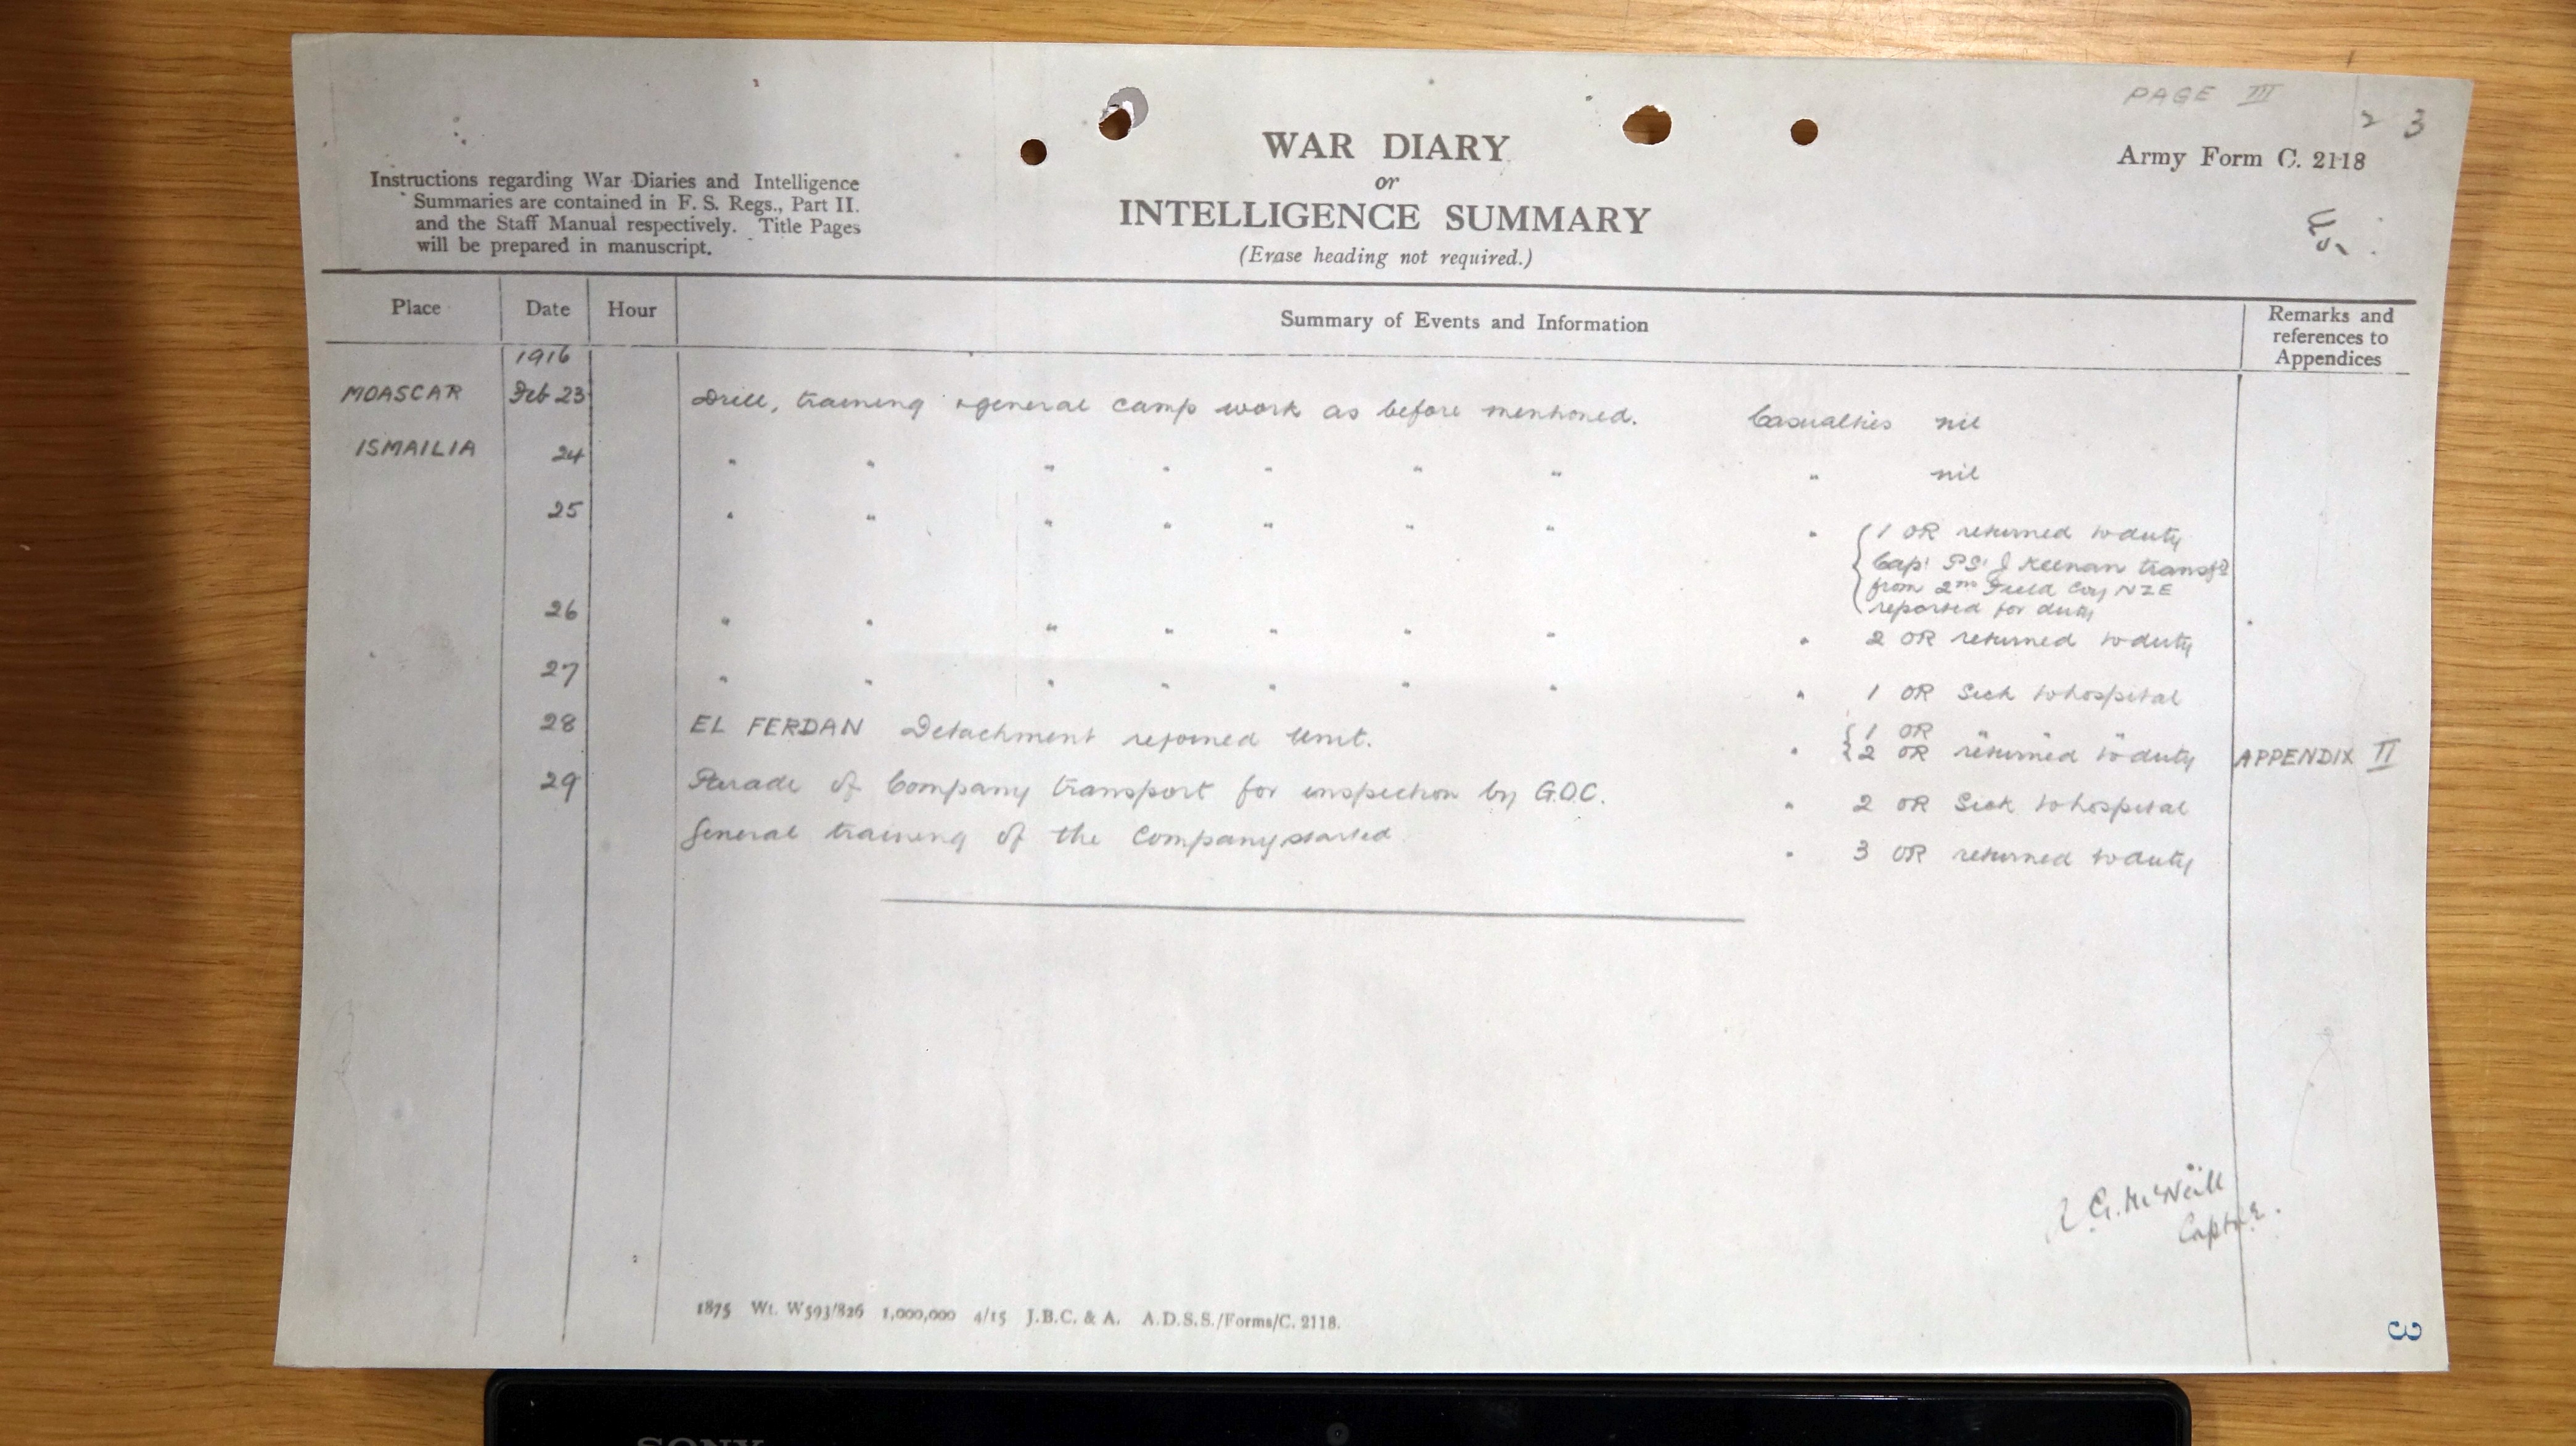 PAGE III
3
Army Form C. 2118
WAR DIARY
or
INTELLIGENCE SUMMARY
(Erase heading not required.)
Instructions regarding War Diaries and Intelligence
Summaries are contained in F. S. Regs., Part II.
and the Staff Manual respectively. Title Pages
will be prepared in manuscript.
Place Date Hour Summary of Events and Information Remarks and references to Appendices
1916
MOASCAR Feb 23 Drill, training & general camp work as before mentioned. Casualties nil
ISMAILIA 24 " " " " " " " " nil
25 " " " " " " " " 1 OR returned to duty
Capt P.S. J Keenan transfd
from 2nd Field Coy NZE
reported for duty
26 " " " " " " " " 2 OR returned to duty
27 " " " " " " " " 1 OR Sick to hospital
28 EL FERDAN Detachment rejoined Unit. 1 OR " "
" 2 OR returned to duty APPENDIX II
29 Parade of Company transport for inspection by G.O.C. " 2 OR Sick to hospital
General training of the Company started " 3 OR returned to duty
G. McNeill
Capt
1875 Wt. W593/826 1,000,000 4/15 J.B.C. & A. A.D.S.S./Forms/C. 2118.
3
SONY